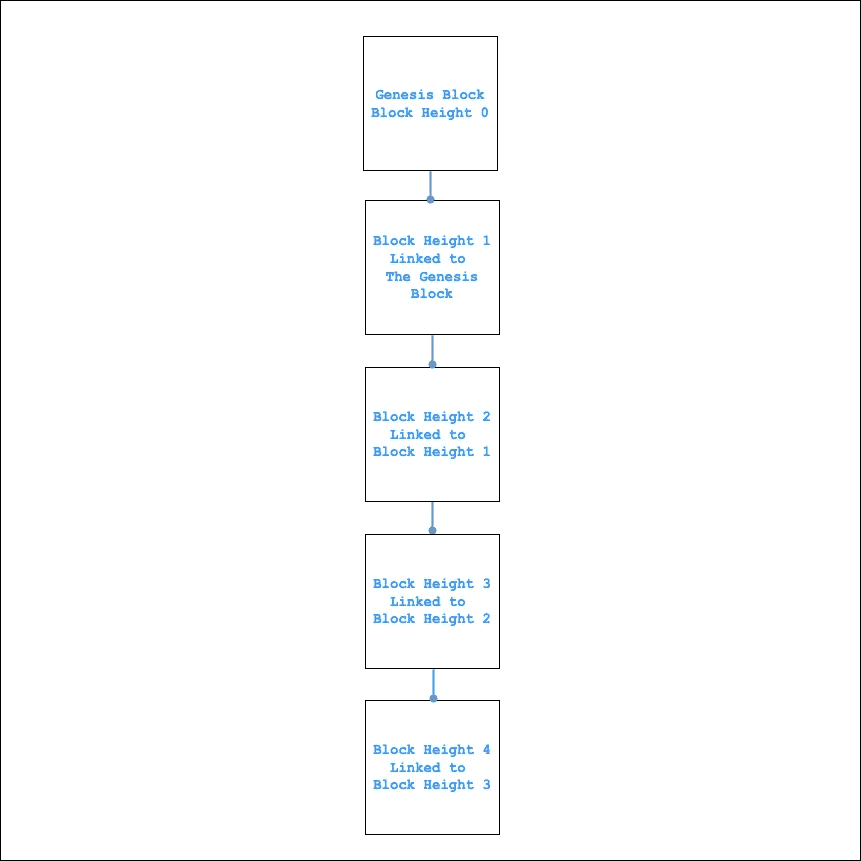 Genesis Block
Block Height 0
Block Height 1
Linked to
The Genesis
Block
Block Height 2
Linked to
Block Height 1
Block Height 3
Linked to
Block Height 2
Block Height 4
Linked to
Block Height 3